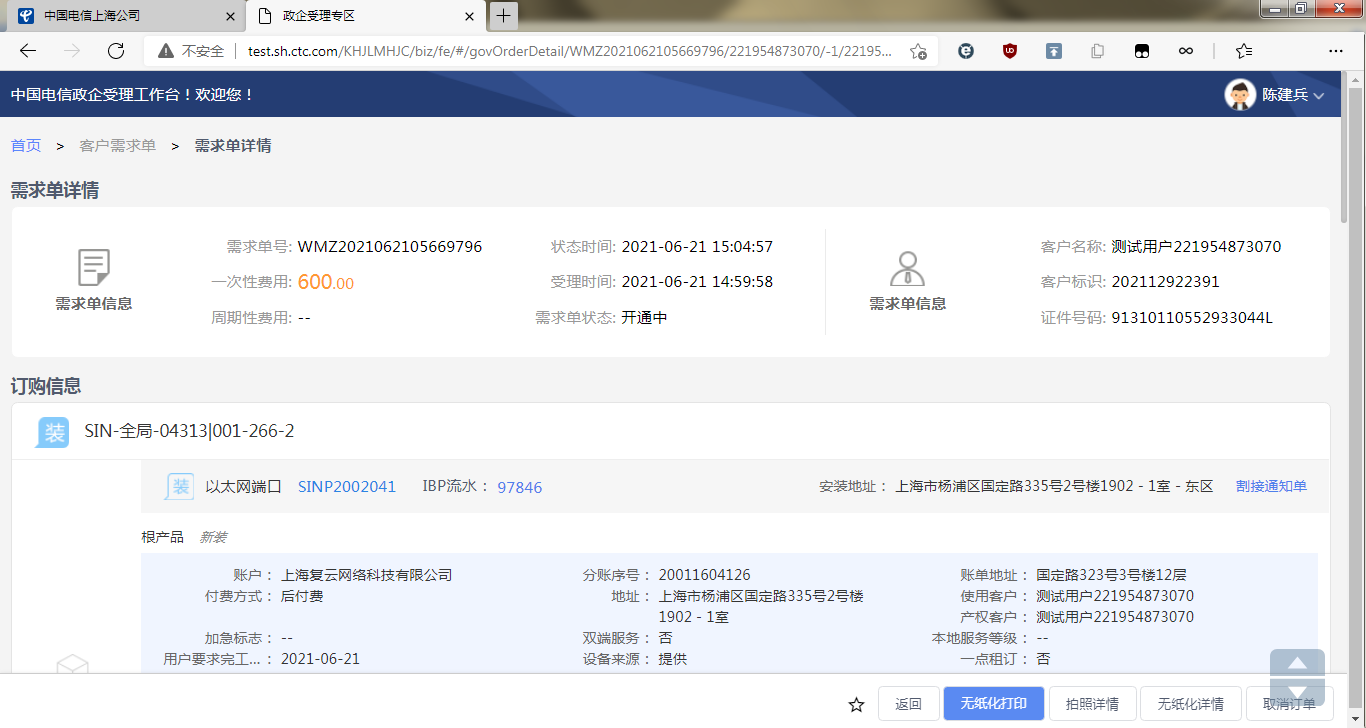 中国电信上海公司
政企受理专区
不安全 test.sh.ctc.com/KHJLMHJC/biz/fe/#/govOrderDetail/WMZ2021062105669796/221954873070/-1/22195...
中国电信政企受理工作台！欢迎您！
陈建兵
首页 > 客户需求单 > 需求单详情
需求单详情
需求单信息
需求单号: WMZ2021062105669796
一次性费用: 600.00
周期性费用: --
状态时间: 2021-06-21 15:04:57
受理时间: 2021-06-21 14:59:58
需求单状态: 开通中
需求单信息
客户名称: 测试用户221954873070
客户标识: 202112922391
证件号码: 91310110552933044L
订购信息
装 SIN-全局-04313|001-266-2
装 以太网端口 SINP2002041 IBP流水： 97846 安装地址： 上海市杨浦区国定路335号2号楼1902 - 1室 - 东区 割接通知单
根产品 新装
账户： 上海复云网络科技有限公司 分账序号： 20011604126 账单地址： 国定路323号3号楼12层
付费方式： 后付费 地址： 上海市杨浦区国定路335号2号楼 使用客户： 测试用户221954873070
1902 - 1室 产权客户： 测试用户221954873070
加急标志： -- 双端服务： 否 本地服务等级： --
用户要求完工...： 2021-06-21 设备来源： 提供 一点租订： 否
返回 无纸化打印 拍照详情 无纸化详情 取消订单